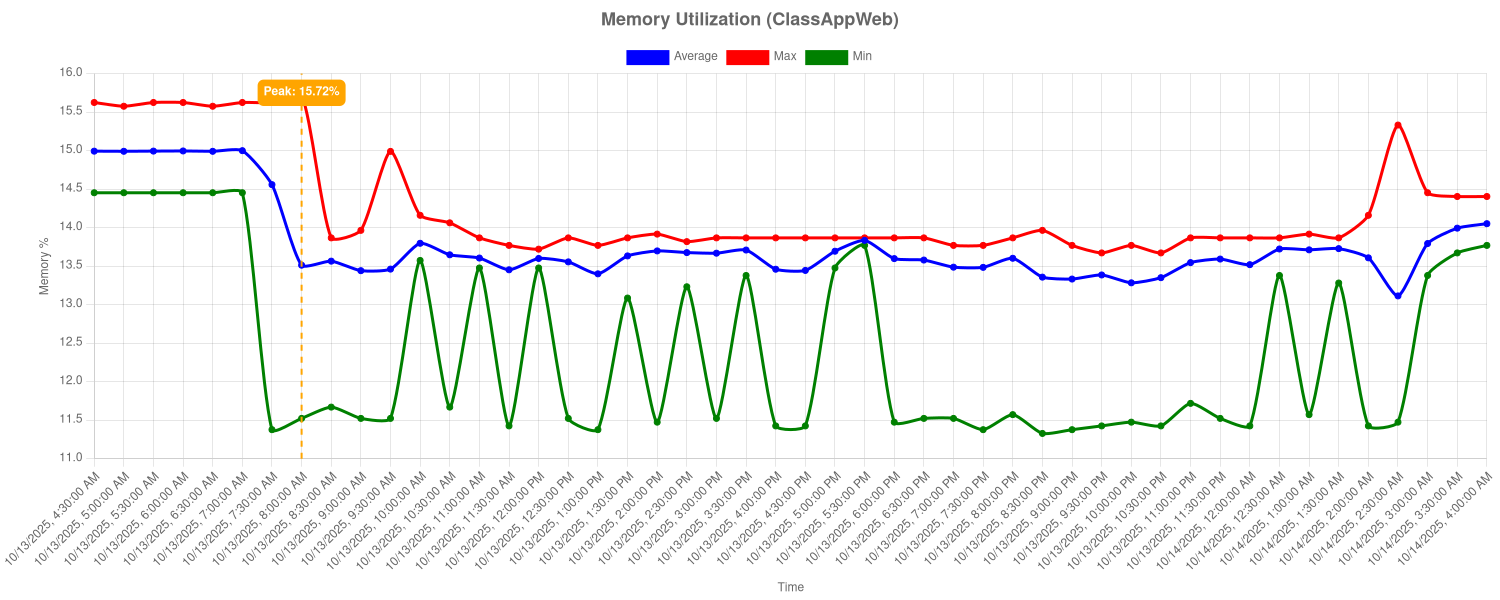 Memory Utilization (ClassAppWeb)
Average Max Min
Peak: 15.72%
16.0
15.5
15.0
14.5
14.0
13.5
13.0
12.5
12.0
11.5
11.0
Memory %
10/13/2025, 4:30:00 AM
10/13/2025, 5:00:00 AM
10/13/2025, 5:30:00 AM
10/13/2025, 6:00:00 AM
10/13/2025, 6:30:00 AM
10/13/2025, 7:00:00 AM
10/13/2025, 7:30:00 AM
10/13/2025, 8:00:00 AM
10/13/2025, 8:30:00 AM
10/13/2025, 9:00:00 AM
10/13/2025, 9:30:00 AM
10/13/2025, 10:00:00 AM
10/13/2025, 10:30:00 AM
10/13/2025, 11:00:00 AM
10/13/2025, 11:30:00 AM
10/13/2025, 12:00:00 PM
10/13/2025, 12:30:00 PM
10/13/2025, 1:00:00 PM
10/13/2025, 1:30:00 PM
10/13/2025, 2:00:00 PM
10/13/2025, 2:30:00 PM
10/13/2025, 3:00:00 PM
10/13/2025, 3:30:00 PM
10/13/2025, 4:00:00 PM
10/13/2025, 4:30:00 PM
10/13/2025, 5:00:00 PM
10/13/2025, 5:30:00 PM
10/13/2025, 6:00:00 PM
10/13/2025, 6:30:00 PM
10/13/2025, 7:00:00 PM
10/13/2025, 7:30:00 PM
10/13/2025, 8:00:00 PM
10/13/2025, 8:30:00 PM
10/13/2025, 9:00:00 PM
10/13/2025, 9:30:00 PM
10/13/2025, 10:00:00 PM
10/13/2025, 10:30:00 PM
10/13/2025, 11:00:00 PM
10/13/2025, 11:30:00 PM
10/14/2025, 12:00:00 AM
10/14/2025, 12:30:00 AM
10/14/2025, 1:00:00 AM
10/14/2025, 1:30:00 AM
10/14/2025, 2:00:00 AM
10/14/2025, 2:30:00 AM
10/14/2025, 3:00:00 AM
10/14/2025, 3:30:00 AM
10/14/2025, 4:00:00 AM
Time